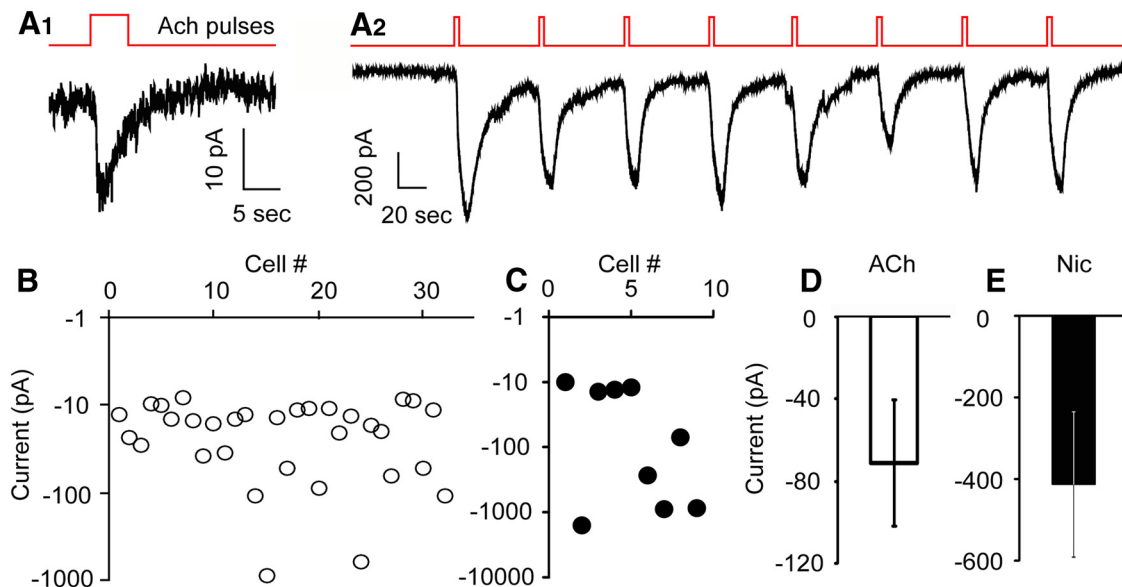 A1
Ach pulses
A2
10 pA
5 sec
200 pA
20 sec
B
Cell #
0 10 20 30
-1
-10
-100
-1000
Current (pA)
C
Cell #
0 5 10
-1
-10
-100
-1000
-10000
D
ACh
0
-40
-80
-120
Current (pA)
E
Nic
0
-200
-400
-600